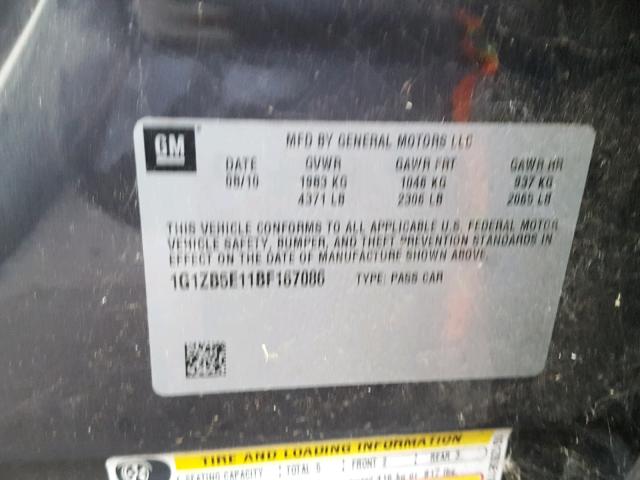 GM
MFD BY GENERAL MOTORS LLC
DATE GVWR GAWR FRT GAWR RR
09/10 1983 KG 1046 KG 937 KG
4371 LB 2306 LB 2065 LB
THIS VEHICLE CONFORMS TO ALL APPLICABLE U.S. FEDERAL MOTOR
VEHICLE SAFETY, BUMPER, AND THEFT PREVENTION STANDARDS IN
EFFECT ON THE DATE OF MANUFACTURE SHOWN ABOVE.
1G1ZB5E11BF167086 TYPE: PASS CAR
TIRE AND LOADING INFORMATION
SEATING CAPACITY TOTAL 5 FRONT 2 REAR 3